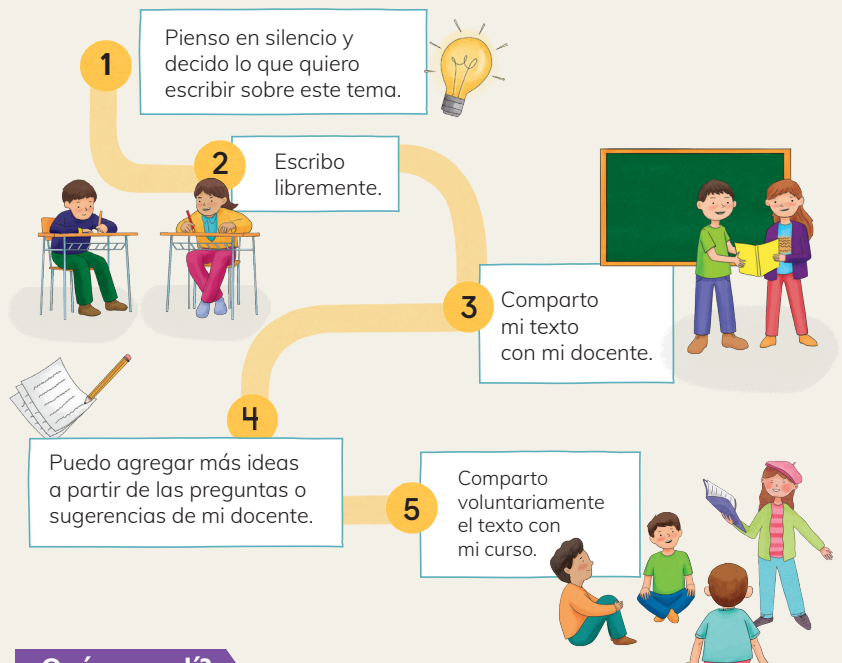 1
Pienso en silencio y
decido lo que quiero
escribir sobre este tema.
2
Escribo
libremente.
3
Comparto
mi texto
con mi docente.
4
Puedo agregar más ideas
a partir de las preguntas o
sugerencias de mi docente.
5
Comparto
voluntariamente
el texto con
mi curso.